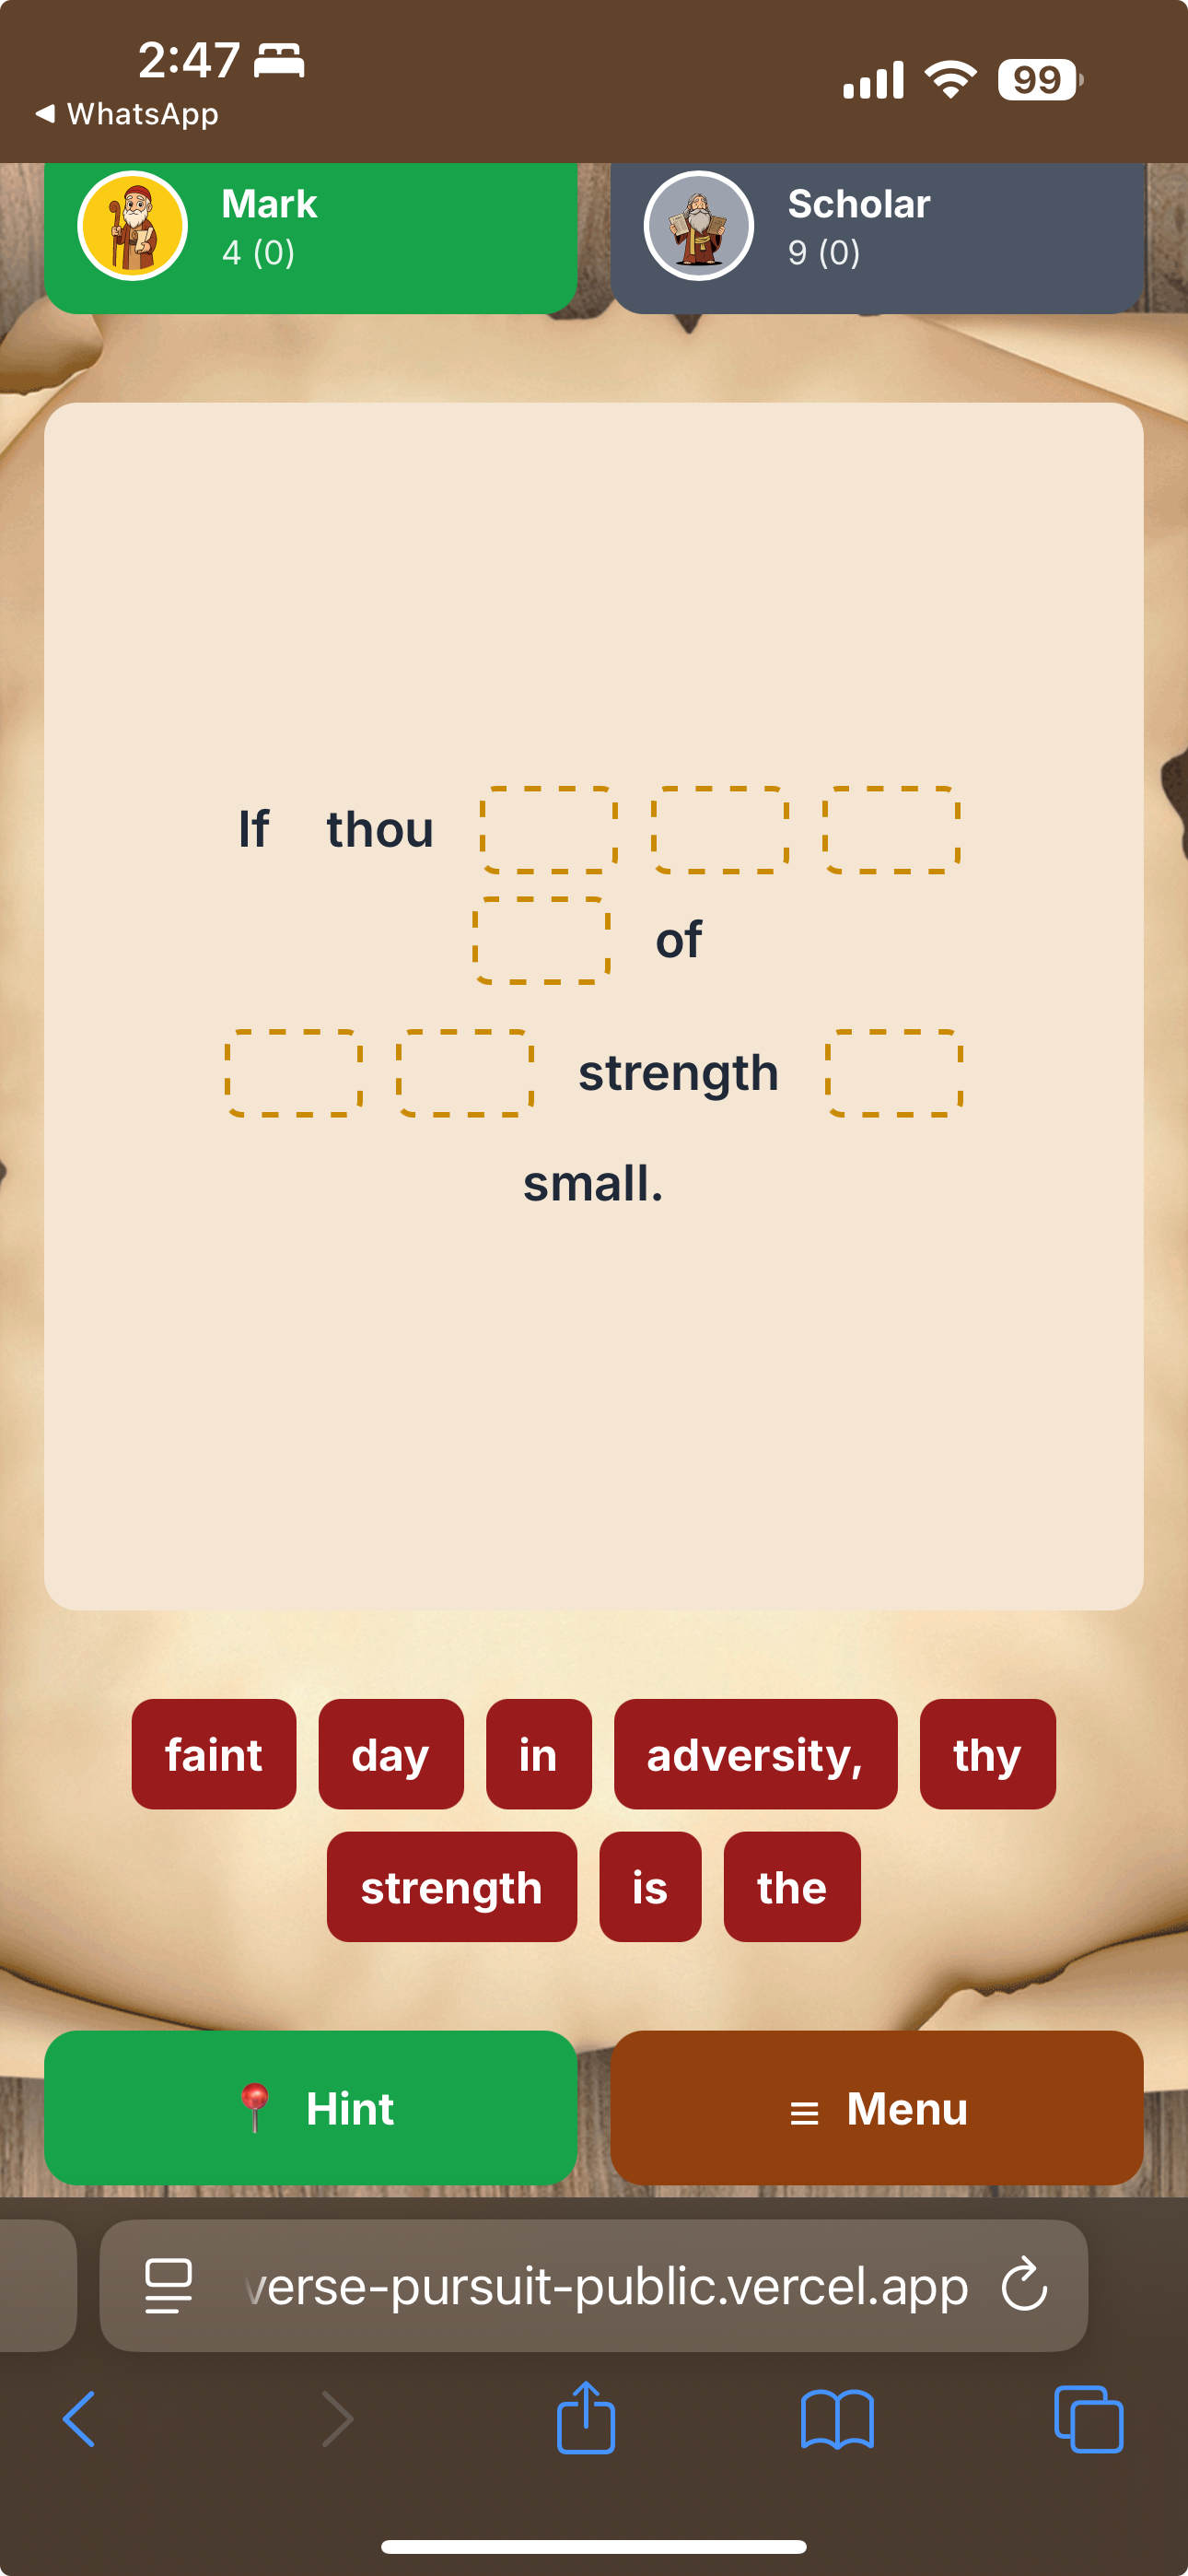 2:47
WhatsApp
99
Mark
4 (0)
Scholar
9 (0)
If thou
of
strength
small.
faint day in adversity, thy
strength is the
Hint
Menu
verse-pursuit-public.vercel.app